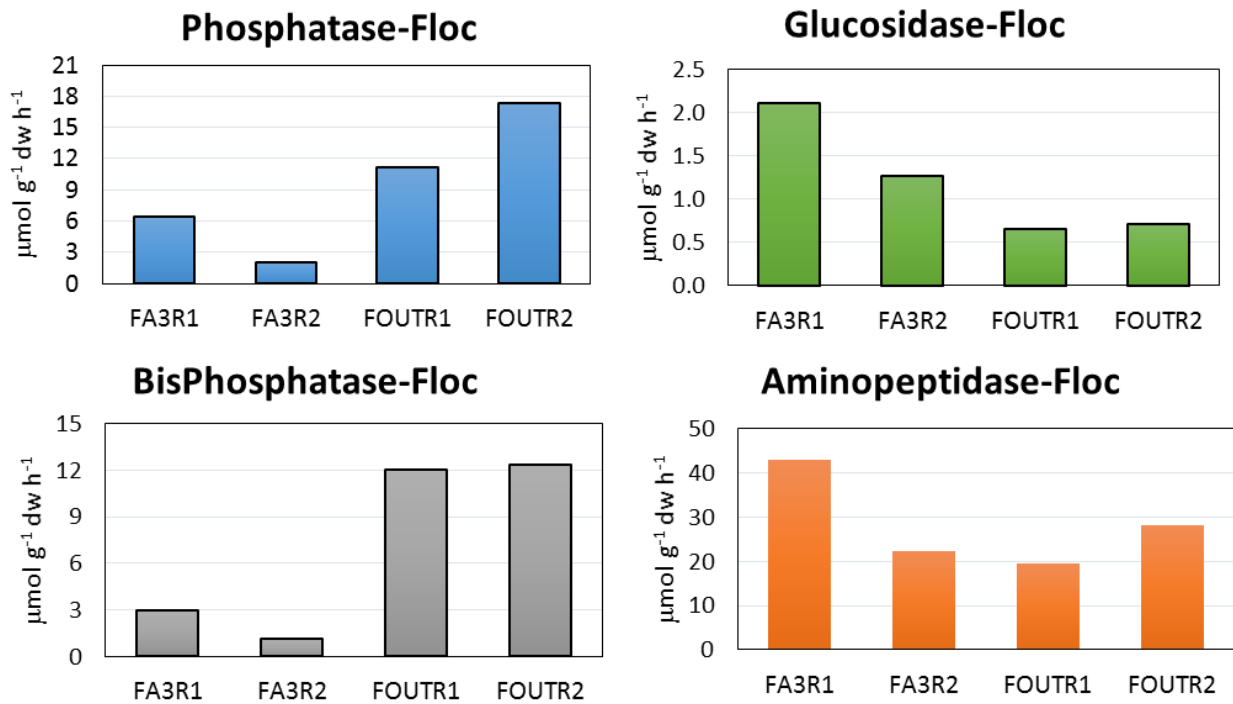 Phosphatase-Floc
μmol g⁻¹ dw h⁻¹
21
18
15
12
9
6
3
0
FA3R1 FA3R2 FOUTR1 FOUTR2
Glucosidase-Floc
μmol g⁻¹ dw h⁻¹
2.5
2.0
1.5
1.0
0.5
0.0
FA3R1 FA3R2 FOUTR1 FOUTR2
BisPhosphatase-Floc
μmol g⁻¹ dw h⁻¹
15
12
9
6
3
0
FA3R1 FA3R2 FOUTR1 FOUTR2
Aminopeptidase-Floc
μmol g⁻¹ dw h⁻¹
50
40
30
20
10
0
FA3R1 FA3R2 FOUTR1 FOUTR2